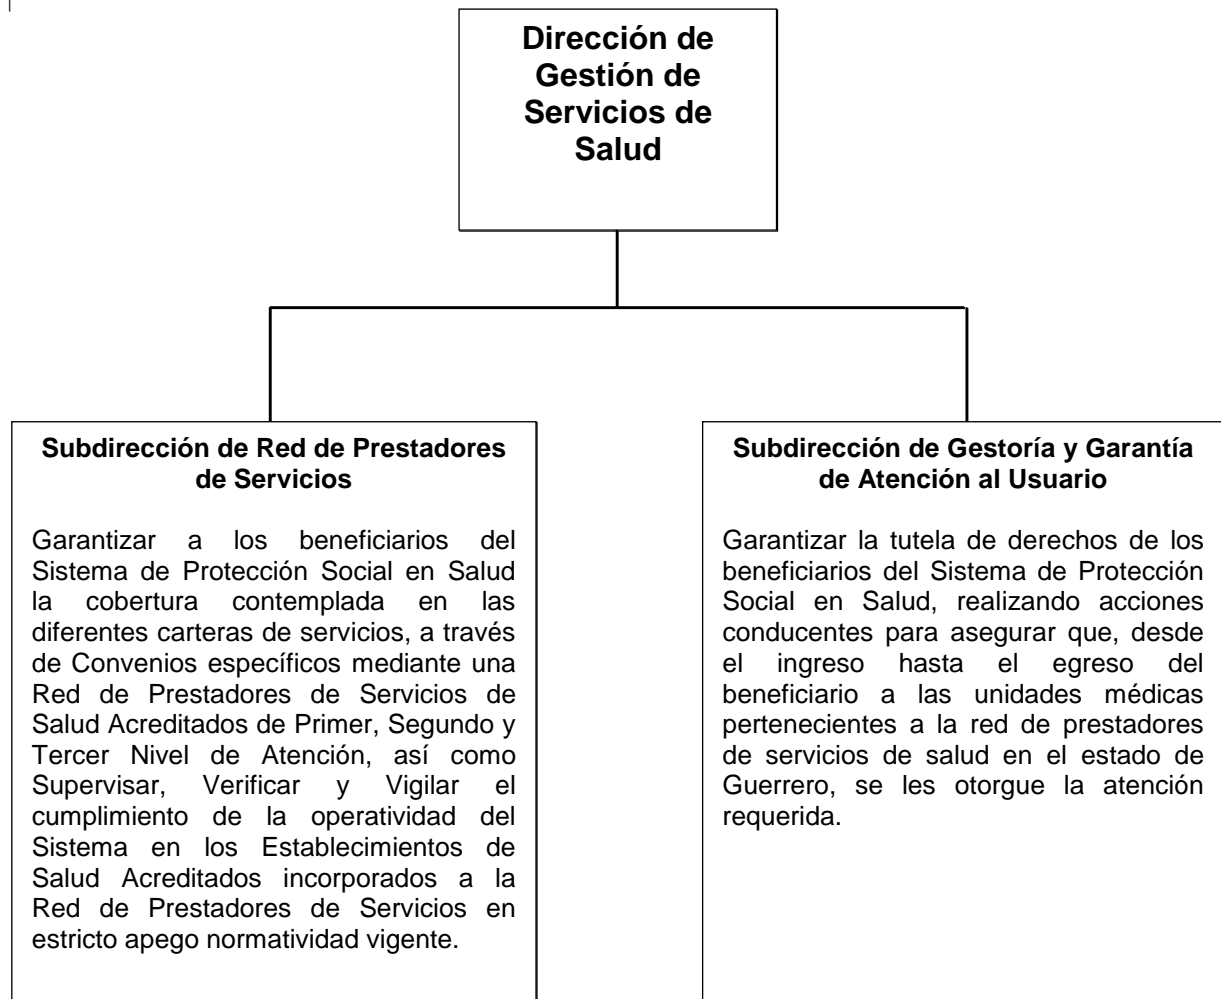 Dirección de
Gestión de
Servicios de
Salud
Subdirección de Red de Prestadores
de Servicios
Garantizar a los beneficiarios del
Sistema de Protección Social en Salud
la cobertura contemplada en las
diferentes carteras de servicios, a través
de Convenios específicos mediante una
Red de Prestadores de Servicios de
Salud Acreditados de Primer, Segundo y
Tercer Nivel de Atención, así como
Supervisar, Verificar y Vigilar el
cumplimiento de la operatividad del
Sistema en los Establecimientos de
Salud Acreditados incorporados a la
Red de Prestadores de Servicios en
estricto apego normatividad vigente.
Subdirección de Gestoría y Garantía
de Atención al Usuario
Garantizar la tutela de derechos de los
beneficiarios del Sistema de Protección
Social en Salud, realizando acciones
conducentes para asegurar que, desde
el ingreso hasta el egreso del
beneficiario a las unidades médicas
pertenecientes a la red de prestadores
de servicios de salud en el estado de
Guerrero, se les otorgue la atención
requerida.